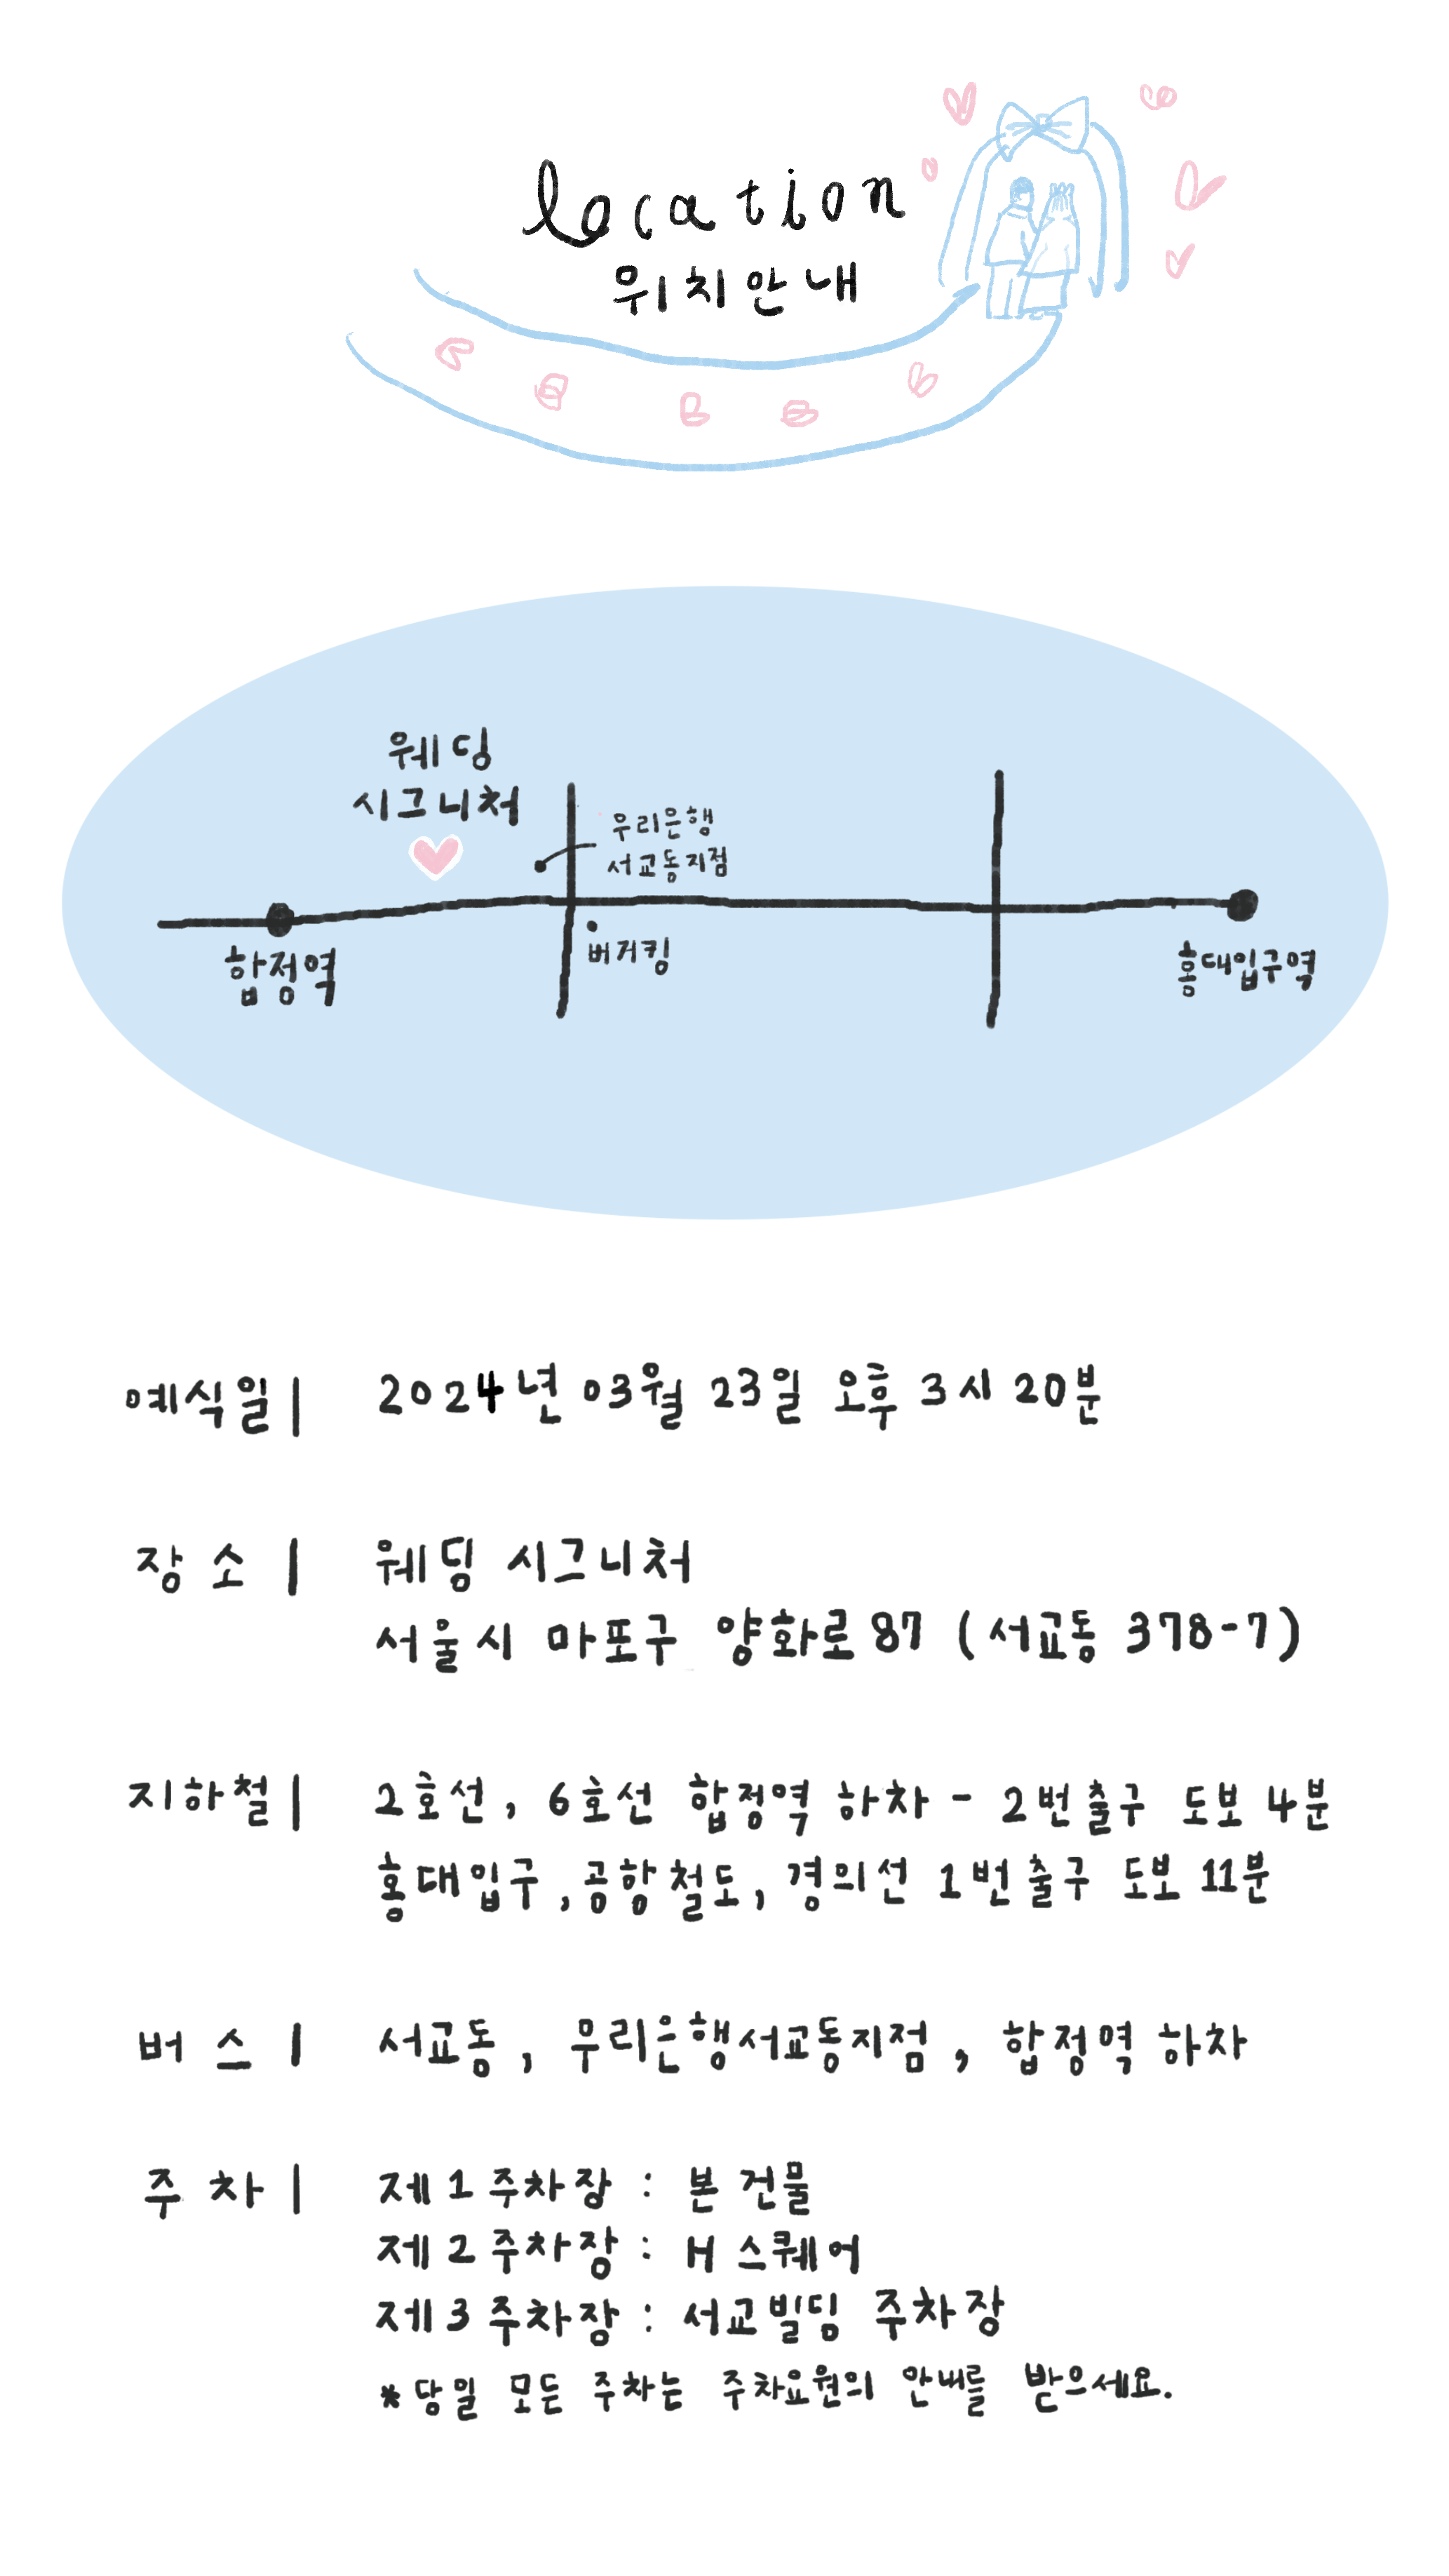 location
위치안내
웨딩
시그니처
우리은행
서교동지점
합정역
버거킹
홍대입구역
예식일 | 2024년 03월 23일 오후 3시 20분
장소 | 웨딩 시그니처
서울시 마포구 양화로 87 (서교동 378-7)
지하철 | 2호선, 6호선 합정역 하차 - 2번출구 도보 4분
홍대입구, 공항철도, 경의선 1번출구 도보 11분
버스 | 서교동, 우리은행서교동지점, 합정역 하차
주차 | 제1주차장 : 본 건물
제2주차장 : H 스퀘어
제3주차장 : 서교빌딩 주차장
* 당일 모든 주차는 주차요원의 안내를 받으세요.